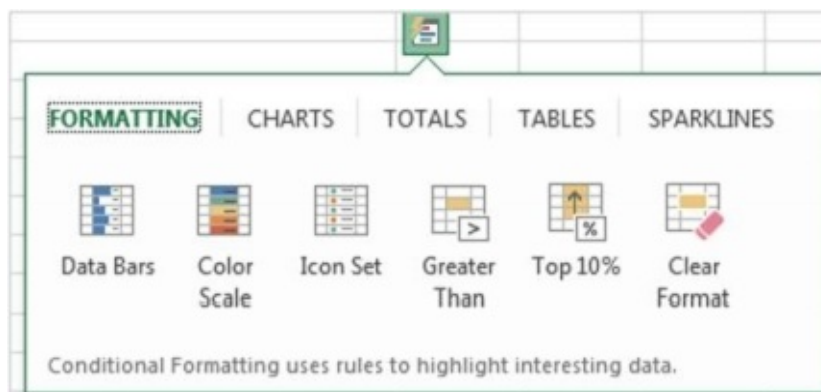 FORMATTING CHARTS TOTALS TABLES SPARKLINES
> %
Data Bars Color Scale Icon Set Greater Than Top 10% Clear Format
Conditional Formatting uses rules to highlight interesting data.